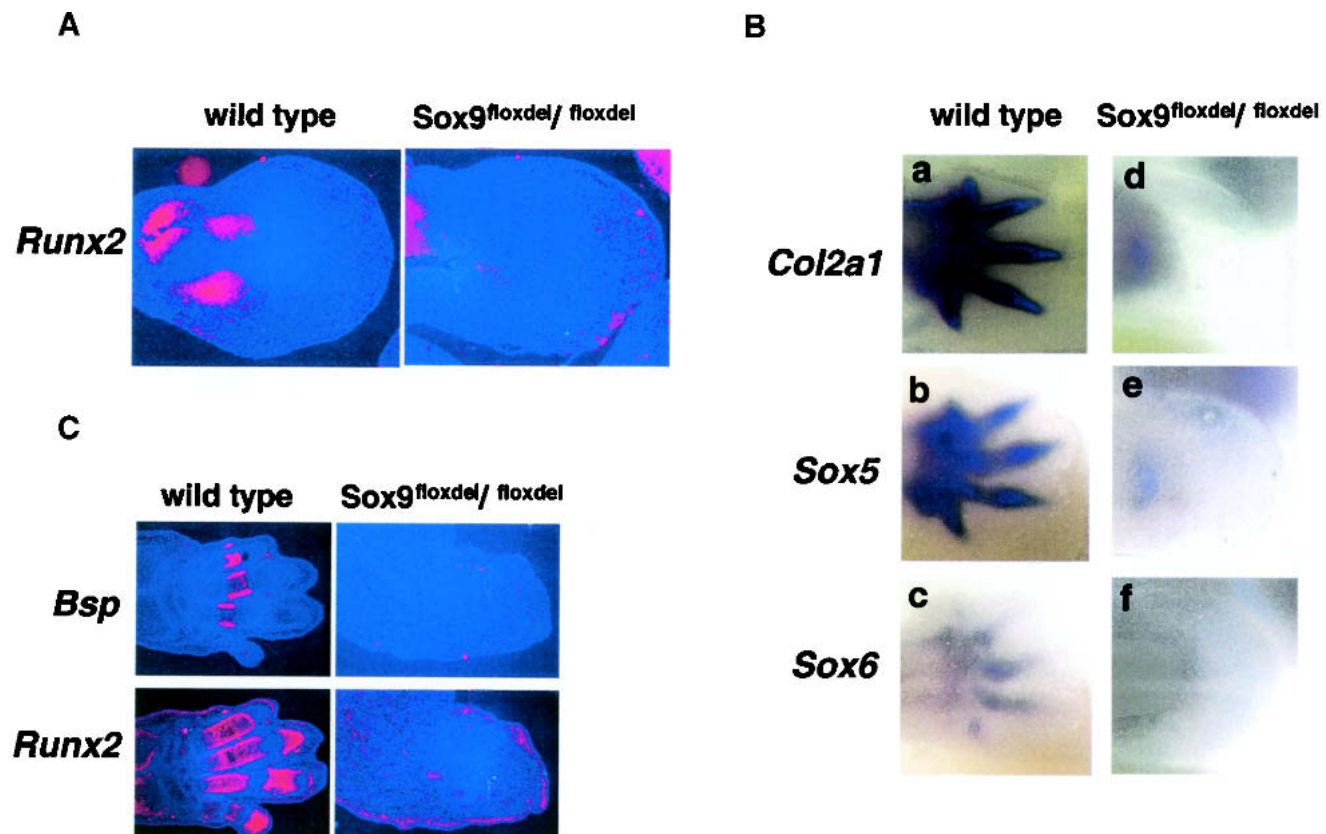 A
wild type Sox9floxdel/ floxdel
Runx2
B
wild type Sox9floxdel/ floxdel
a d
Col2a1
b e
Sox5
c f
Sox6
C
wild type Sox9floxdel/ floxdel
Bsp
Runx2